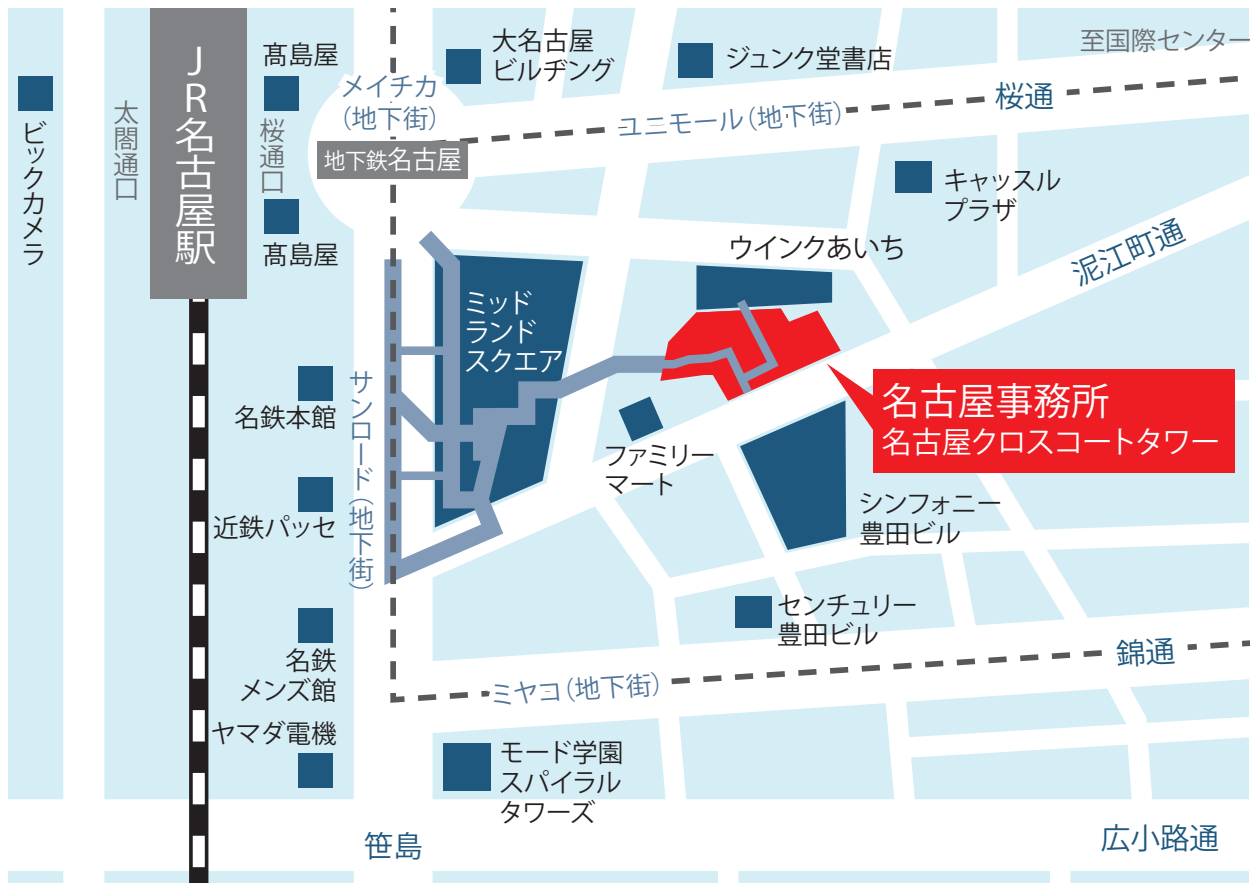 大名古屋
ビルヂング
ジュンク堂書店
至国際センター
髙島屋
JR名古屋駅
メイチカ
(地下街)
桜通
ユニモール(地下街)
太閤通口
桜通口
ビックカメラ
地下鉄名古屋
キャッスル
プラザ
髙島屋
ウインクあいち
泥江町通
ミッド
ランド
スクエア
名鉄本館
サンロード(地下街)
名古屋事務所
名古屋クロスコートタワー
ファミリー
マート
近鉄パッセ
シンフォニー
豊田ビル
センチュリー
豊田ビル
名鉄
メンズ館
錦通
ミヤコ(地下街)
ヤマダ電機
モード学園
スパイラル
タワーズ
笹島
広小路通